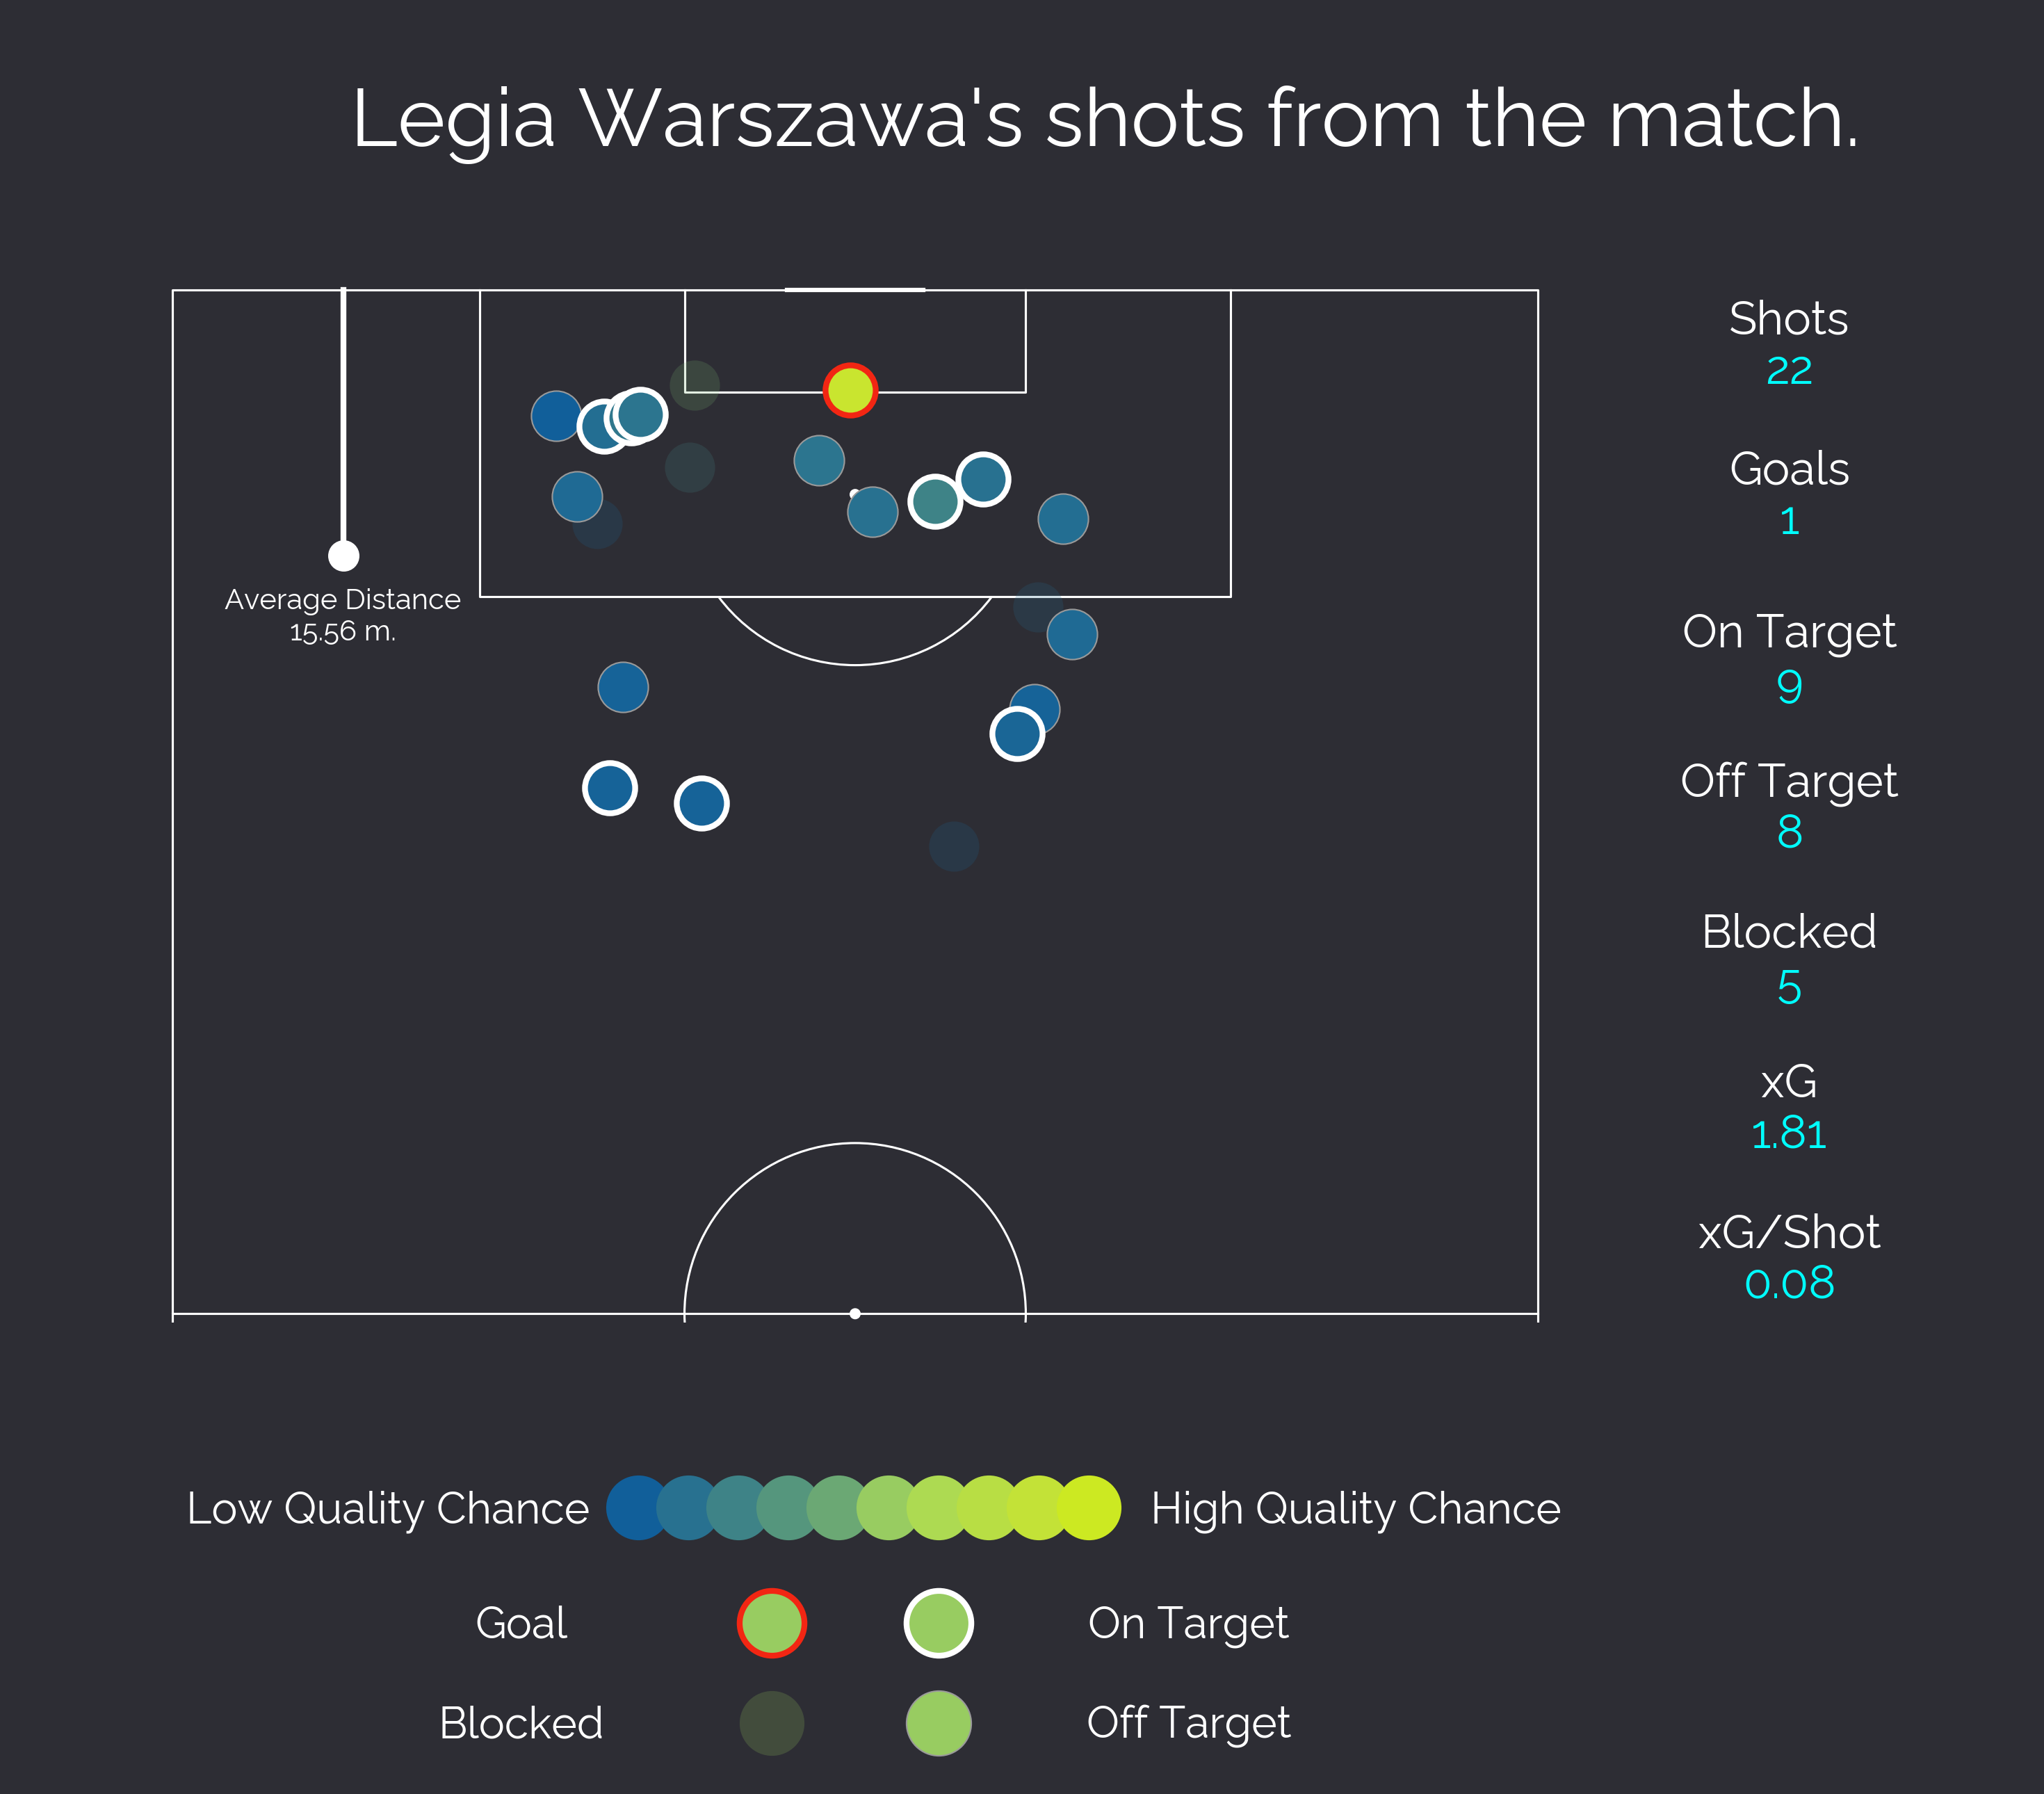 Legia Warszawa's shots from the match.
Shots
22
Goals
1
Average Distance
15.56 m.
On Target
9
Off Target
8
Blocked
5
xG
1.81
xG/Shot
0.08
Low Quality Chance
High Quality Chance
Goal
On Target
Blocked
Off Target